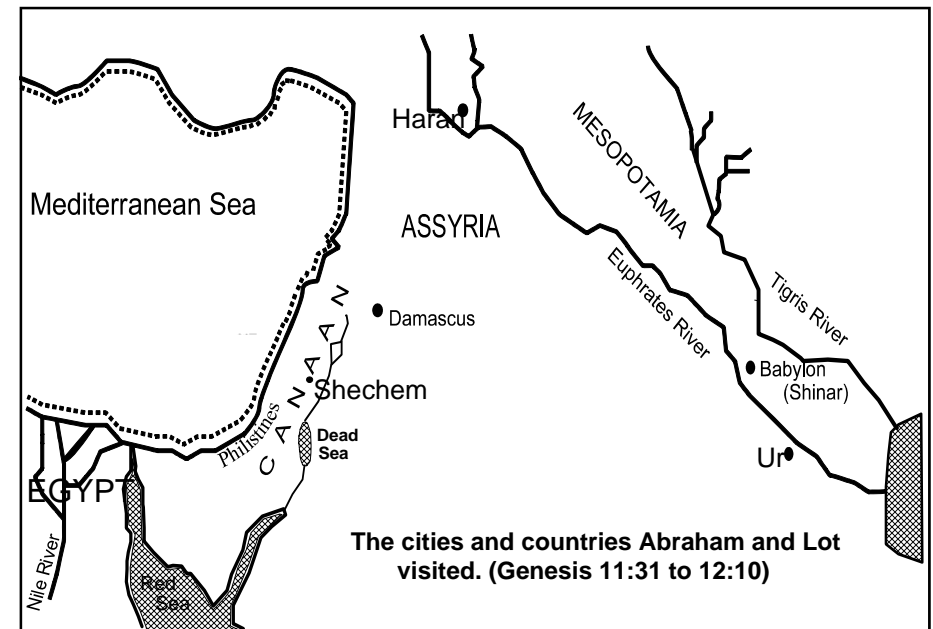 Haran
MESOPOTAMIA
Mediterranean Sea
ASSYRIA
Euphrates River
Tigris River
CANAAN
Damascus
Babylon
(Shinar)
Shechem
Philistines
Dead
Sea
Ur
EGYPT
Nile River
Red
Sea
The cities and countries Abraham and Lot
visited. (Genesis 11:31 to 12:10)